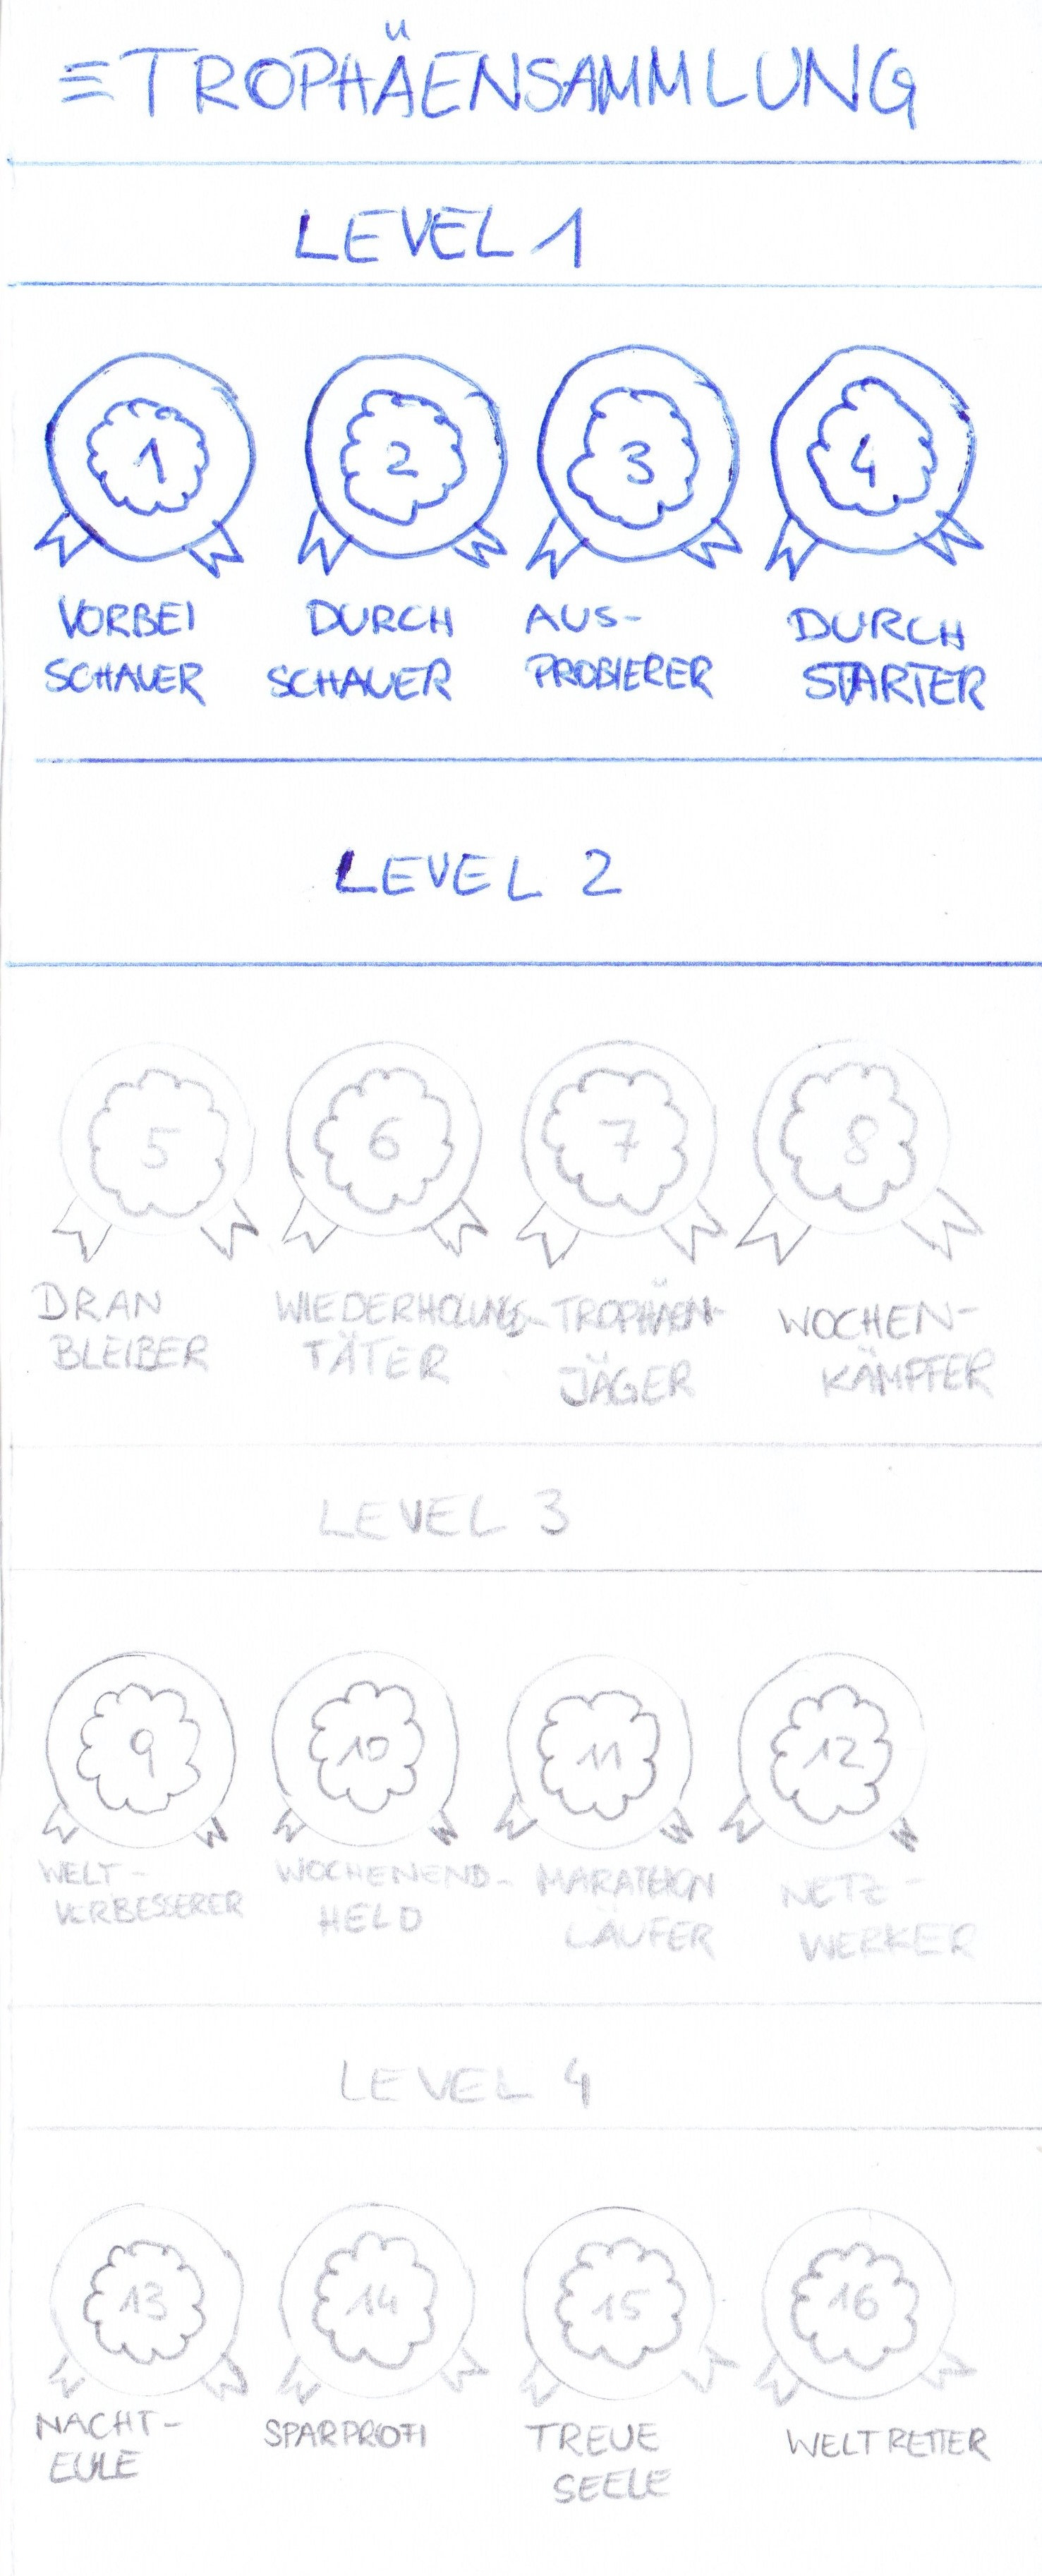 =TROPHÄENSAMMLUNG
LEVEL 1
1 2 3 4
VORBEI DURCH AUS- DURCH
SCHAUER SCHAUER PROBIERER STARTER
LEVEL 2
5 6 7 8
DRAN WIEDERHOLUNGS- TROPHÄEN- WOCHEN-
BLEIBER TÄTER JÄGER KÄMPFER
LEVEL 3
9 10 11 12
WELT- WOCHENEND- MARATHON NETZ-
VERBESSERER HELD LÄUFER WERKER
LEVEL 4
13 14 15 16
NACHT- SPARPROFI TREUE WELTRETTER
EULE SEELE